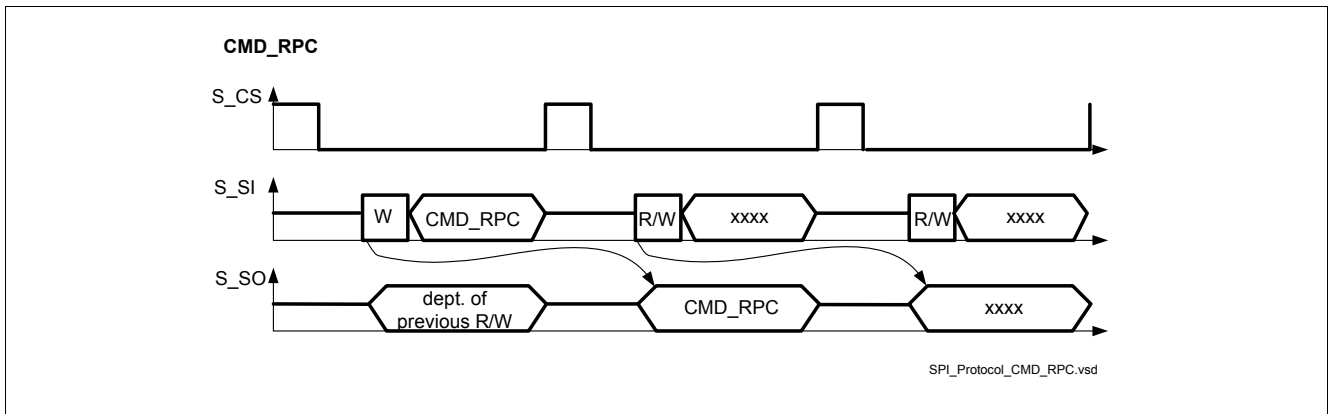 CMD_RPC
S_CS
S_SI
W
CMD_RPC
R/W
xxxx
R/W
xxxx
S_SO
dept. of
previous R/W
CMD_RPC
xxxx
SPI_Protocol_CMD_RPC.vsd